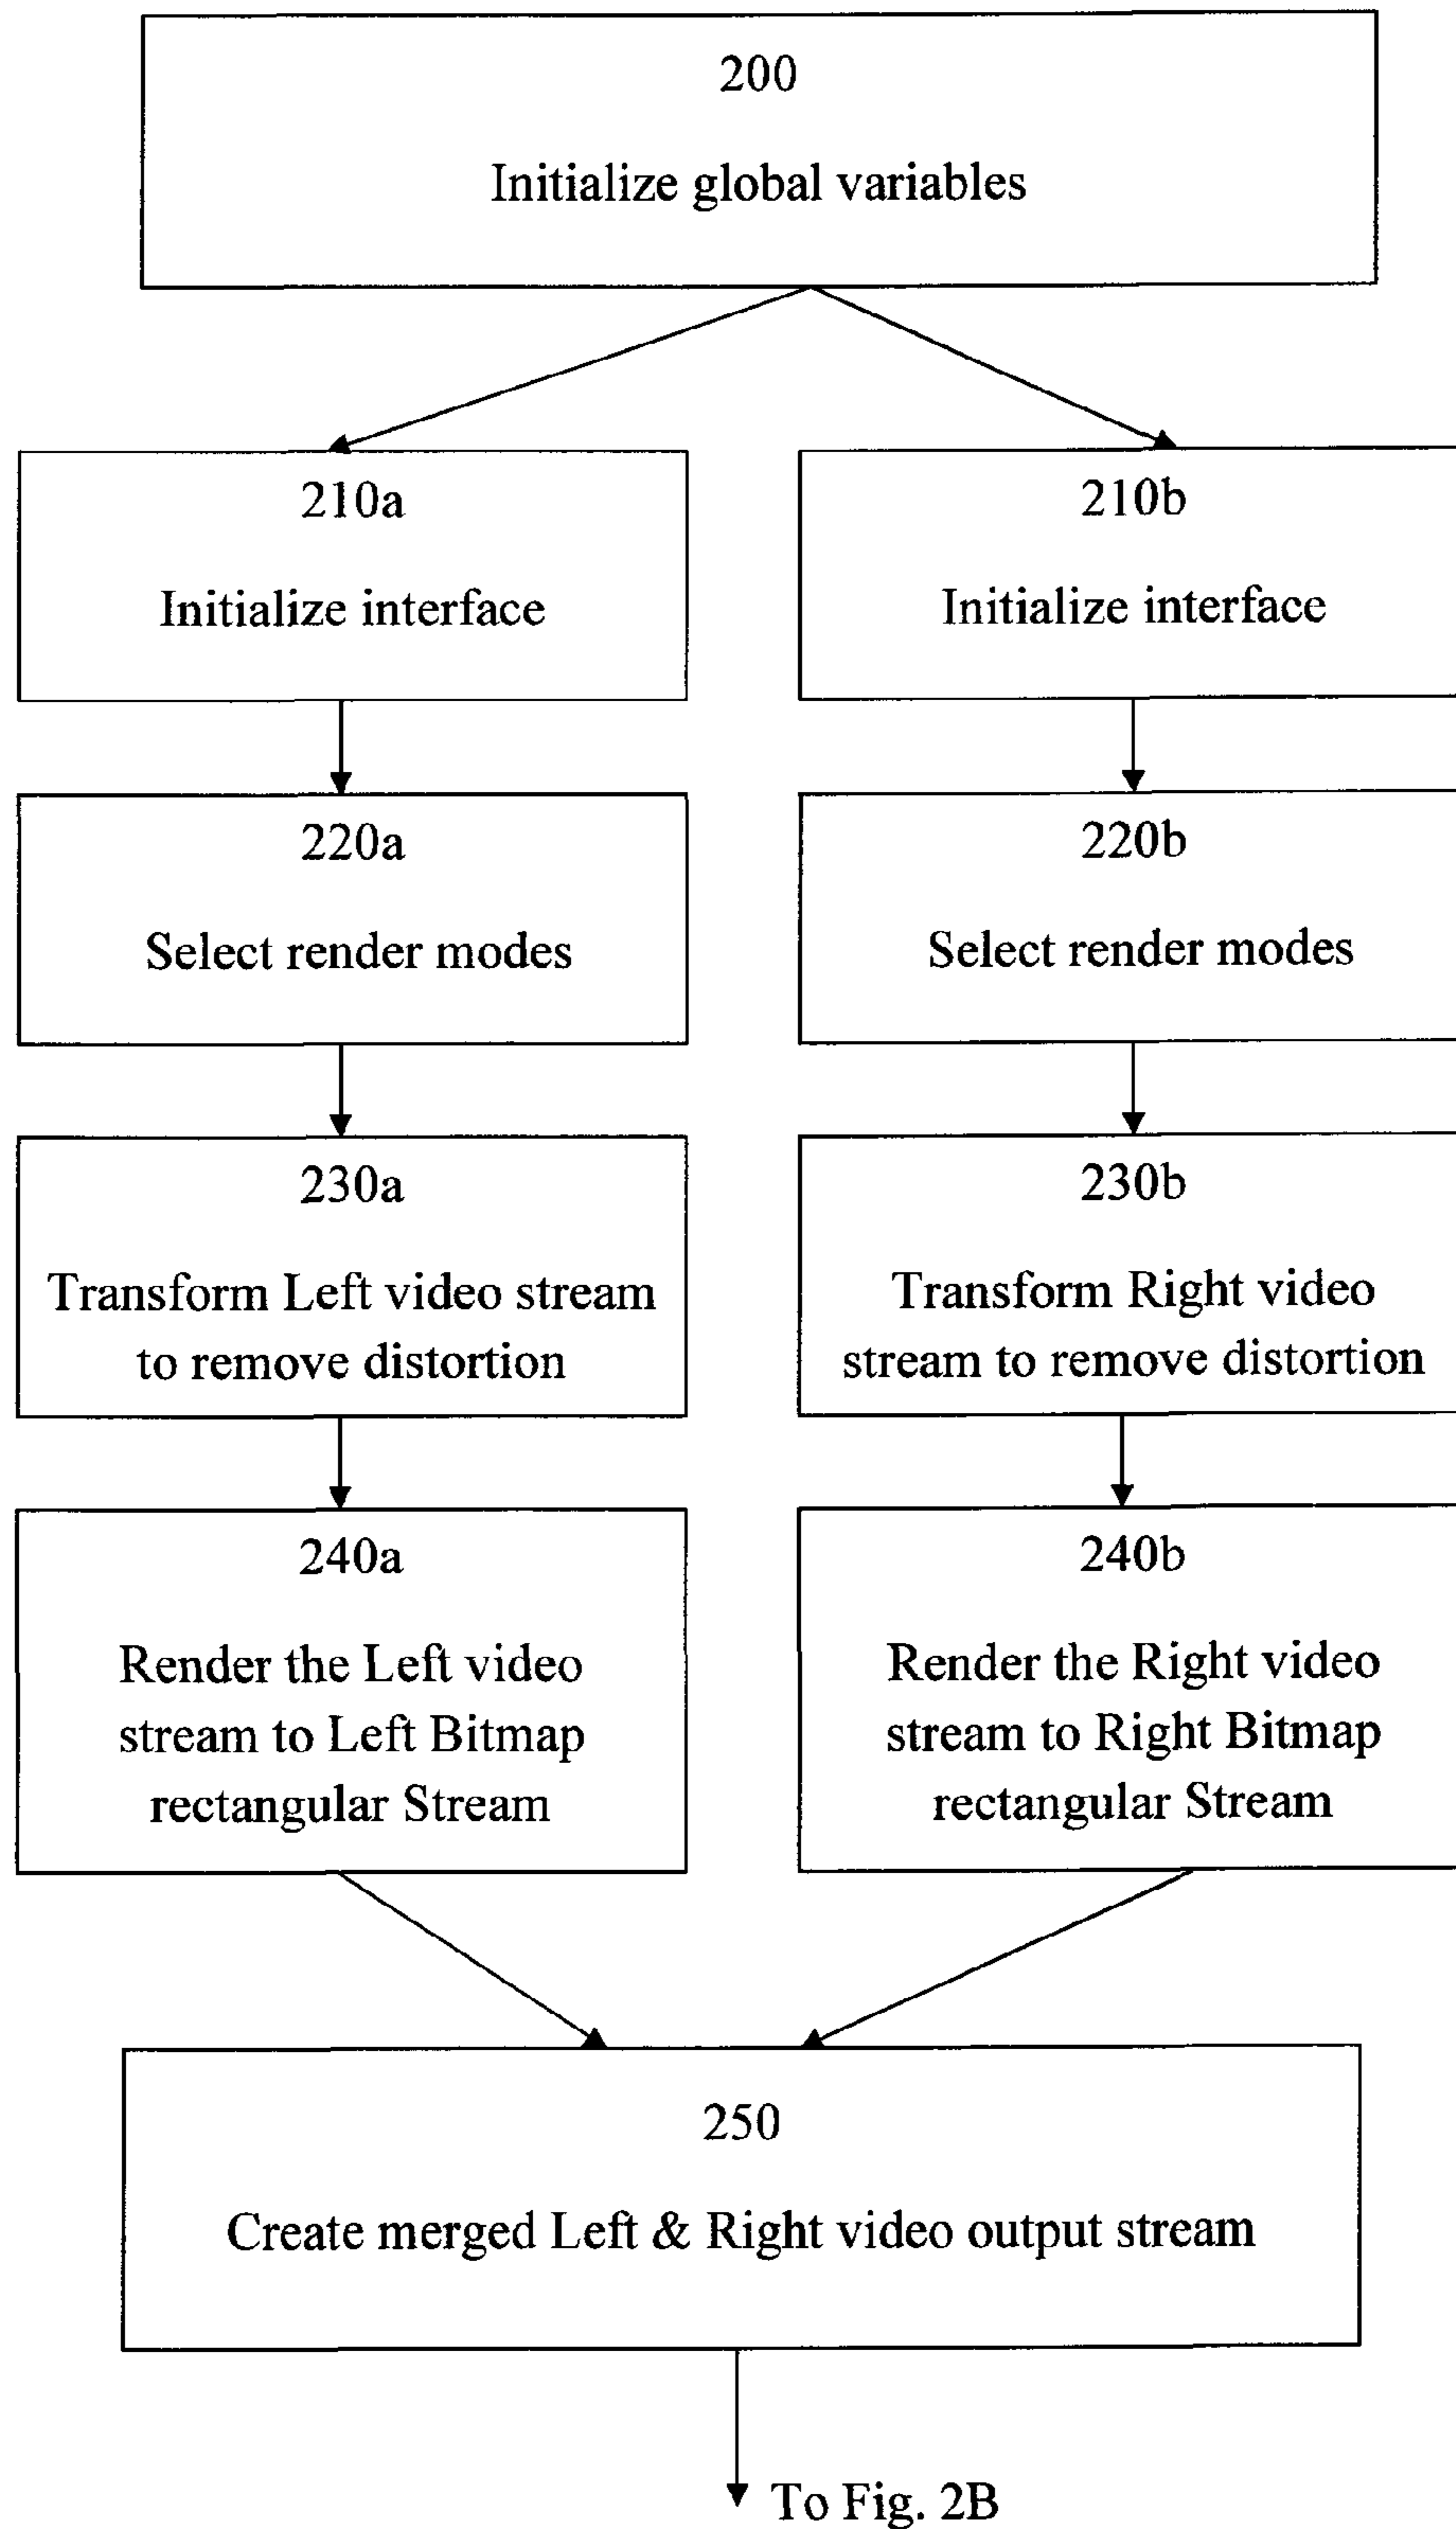 200
Initialize global variables
210a
Initialize interface
210b
Initialize interface
220a
Select render modes
220b
Select render modes
230a
Transform Left video stream
to remove distortion
230b
Transform Right video
stream to remove distortion
240a
Render the Left video
stream to Left Bitmap
rectangular Stream
240b
Render the Right video
stream to Right Bitmap
rectangular Stream
250
Create merged Left & Right video output stream
To Fig. 2B